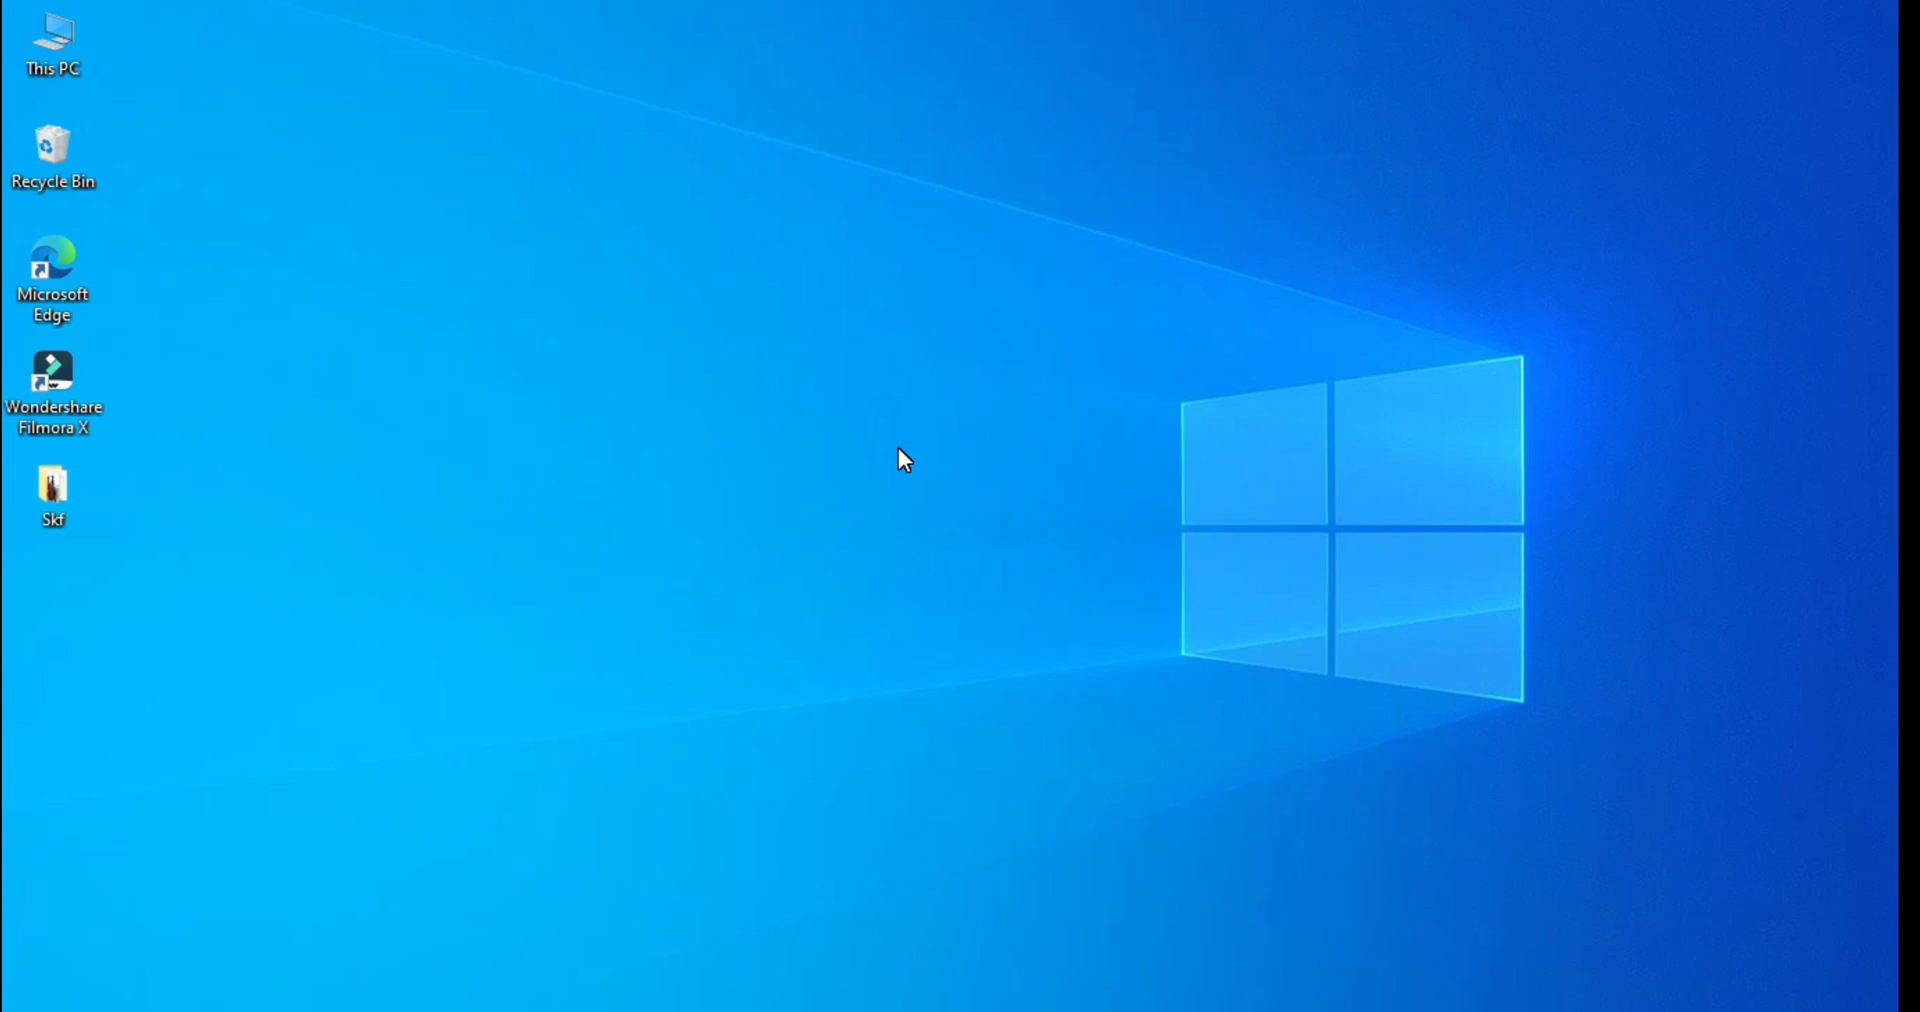 This PC
Recycle Bin
Microsoft
Edge
Wondershare
Filmora X
Skf